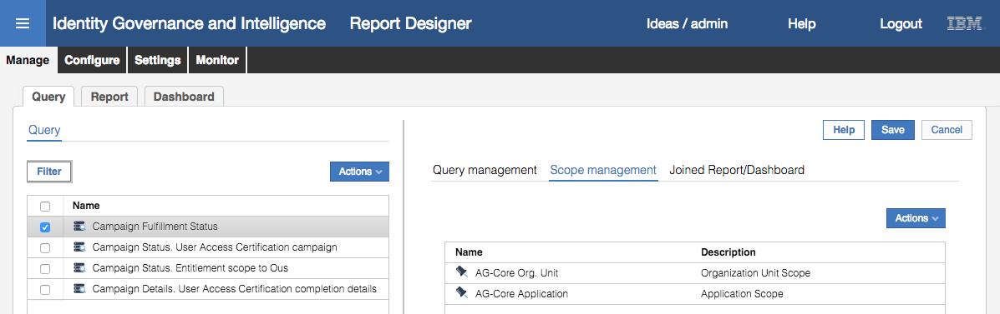 Identity Governance and Intelligence Report Designer Ideas / admin Help Logout IBM
Manage Configure Settings Monitor
Query Report Dashboard
Query
Help Save Cancel
Filter Actions
Query management Scope management Joined Report/Dashboard
Name
Campaign Fulfillment Status
Campaign Status. User Access Certification campaign
Campaign Status. Entitlement scope to Ous
Campaign Details. User Access Certification completion details
Actions
Name Description
AG-Core Org. Unit Organization Unit Scope
AG-Core Application Application Scope